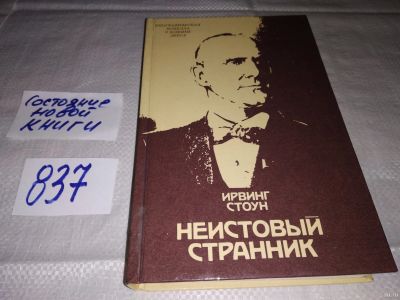 Состояние
новой
книги
837
ИРВИНГ
СТОУН
НЕИСТОВЫЙ
СТРАННИК